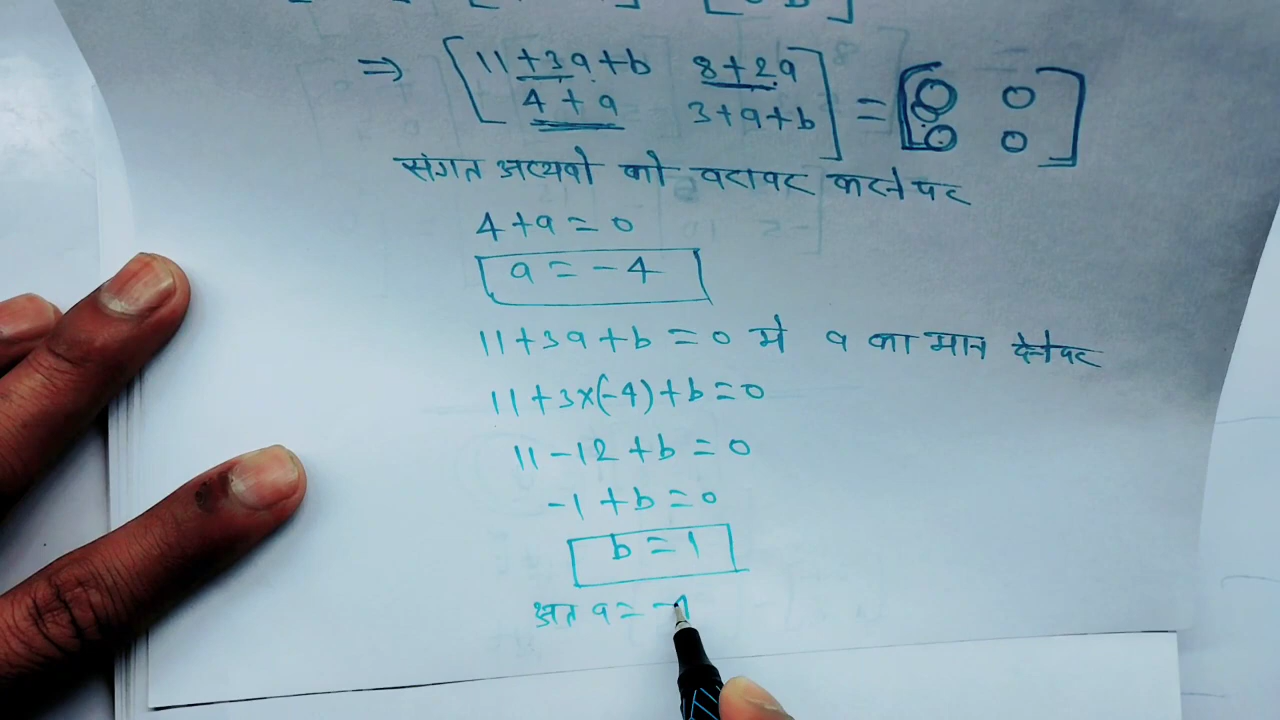 ⇒ [ 11+3a+b 8+2a ] = [ 0 0 ]
[ 4+a 3+a+b ] [ 0 0 ]
संगत अवयवो को बराबर करने पर
4+a=0
a = -4
11+3a+b=0 मे a का मान देने पर
11+3×(-4)+b=0
11-12+b=0
-1+b=0
b=1
अत a=-4